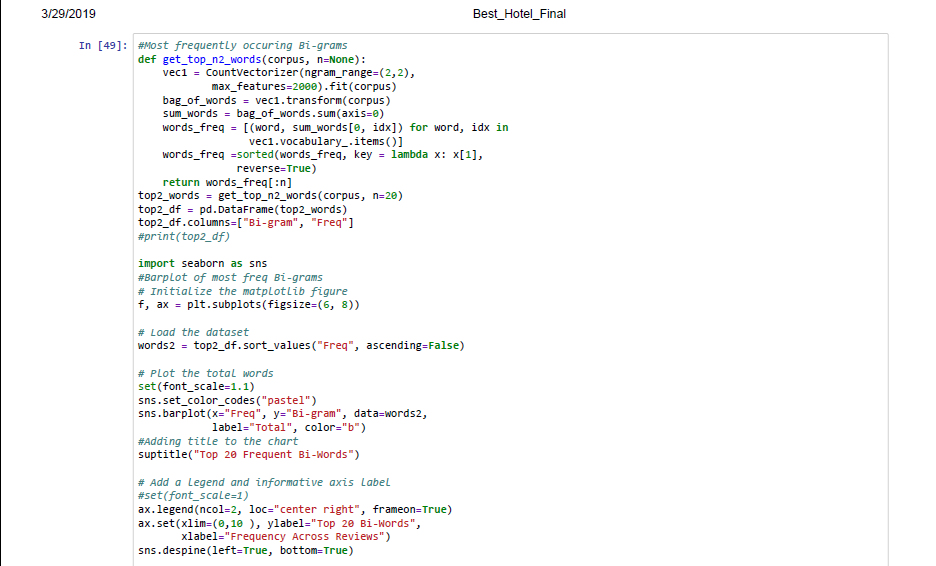 3/29/2019 Best_Hotel_Final
In [49]: #Most frequently occuring Bi-grams
def get_top_n2_words(corpus, n=None):
    vec1 = CountVectorizer(ngram_range=(2,2),
           max_features=2000).fit(corpus)
    bag_of_words = vec1.transform(corpus)
    sum_words = bag_of_words.sum(axis=0)
    words_freq = [(word, sum_words[0, idx]) for word, idx in
                  vec1.vocabulary_.items()]
    words_freq =sorted(words_freq, key = lambda x: x[1],
                reverse=True)
    return words_freq[:n]
top2_words = get_top_n2_words(corpus, n=20)
top2_df = pd.DataFrame(top2_words)
top2_df.columns=["Bi-gram", "Freq"]
#print(top2_df)
import seaborn as sns
#Barplot of most freq Bi-grams
# Initialize the matplotlib figure
f, ax = plt.subplots(figsize=(6, 8))
# Load the dataset
words2 = top2_df.sort_values("Freq", ascending=False)
# Plot the total words
set(font_scale=1.1)
sns.set_color_codes("pastel")
sns.barplot(x="Freq", y="Bi-gram", data=words2,
            label="Total", color="b")
#Adding title to the chart
suptitle("Top 20 Frequent Bi-Words")
# Add a legend and informative axis label
#set(font_scale=1)
ax.legend(ncol=2, loc="center right", frameon=True)
ax.set(xlim=(0,10 ), ylabel="Top 20 Bi-Words",
       xlabel="Frequency Across Reviews")
sns.despine(left=True, bottom=True)